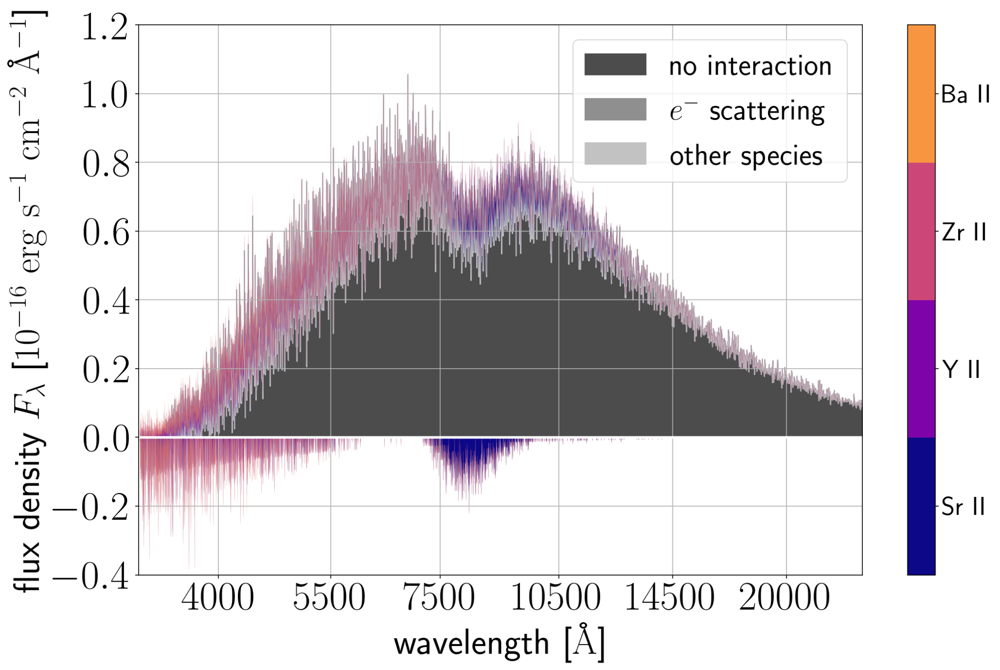 flux density F_λ [10⁻¹⁶ erg s⁻¹ cm⁻² Å⁻¹]
1.2
1.0
0.8
0.6
0.4
0.2
0.0
−0.2
−0.4
no interaction
e⁻ scattering
other species
4000 5500 7500 10500 14500 20000
wavelength [Å]
Ba II
Zr II
Y II
Sr II